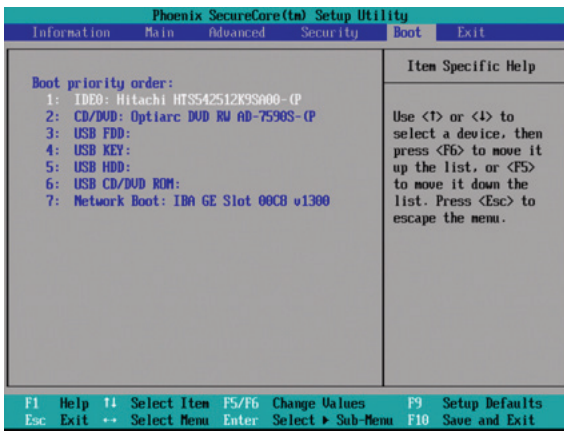 Phoenix SecureCore(tm) Setup Utility
Information Main Advanced Security Boot Exit
Boot priority order:
1: IDE0: Hitachi HTS542512K9SA00-(P
2: CD/DVD: Optiarc DVD RW AD-7590S-(P
3: USB FDD:
4: USB KEY:
5: USB HDD:
6: USB CD/DVD ROM:
7: Network Boot: IBA GE Slot 00C8 v1300
Item Specific Help
Use <↑> or <↓> to
select a device, then
press <F6> to move it
up the list, or <F5>
to move it down the
list. Press <Esc> to
escape the menu.
F1 Help ↑↓ Select Item F5/F6 Change Values F9 Setup Defaults
Esc Exit ↔ Select Menu Enter Select ▶ Sub-Menu F10 Save and Exit